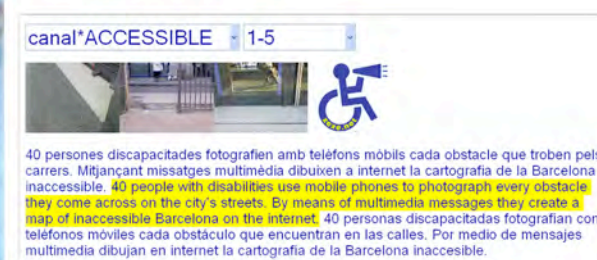 canal*ACCESSIBLE 1-5
zexe.net
40 persones discapacitades fotografien amb telèfons mòbils cada obstacle que troben pels
carrers. Mitjançant missatges multimèdia dibuixen a internet la cartografia de la Barcelona
inaccessible. 40 people with disabilities use mobile phones to photograph every obstacle
they come across on the city's streets. By means of multimedia messages they create a
map of inaccessible Barcelona on the internet. 40 personas discapacitadas fotografian con
teléfonos móviles cada obstáculo que encuentran en las calles. Por medio de mensajes
multimedia dibujan en internet la cartografía de la Barcelona inaccesible.